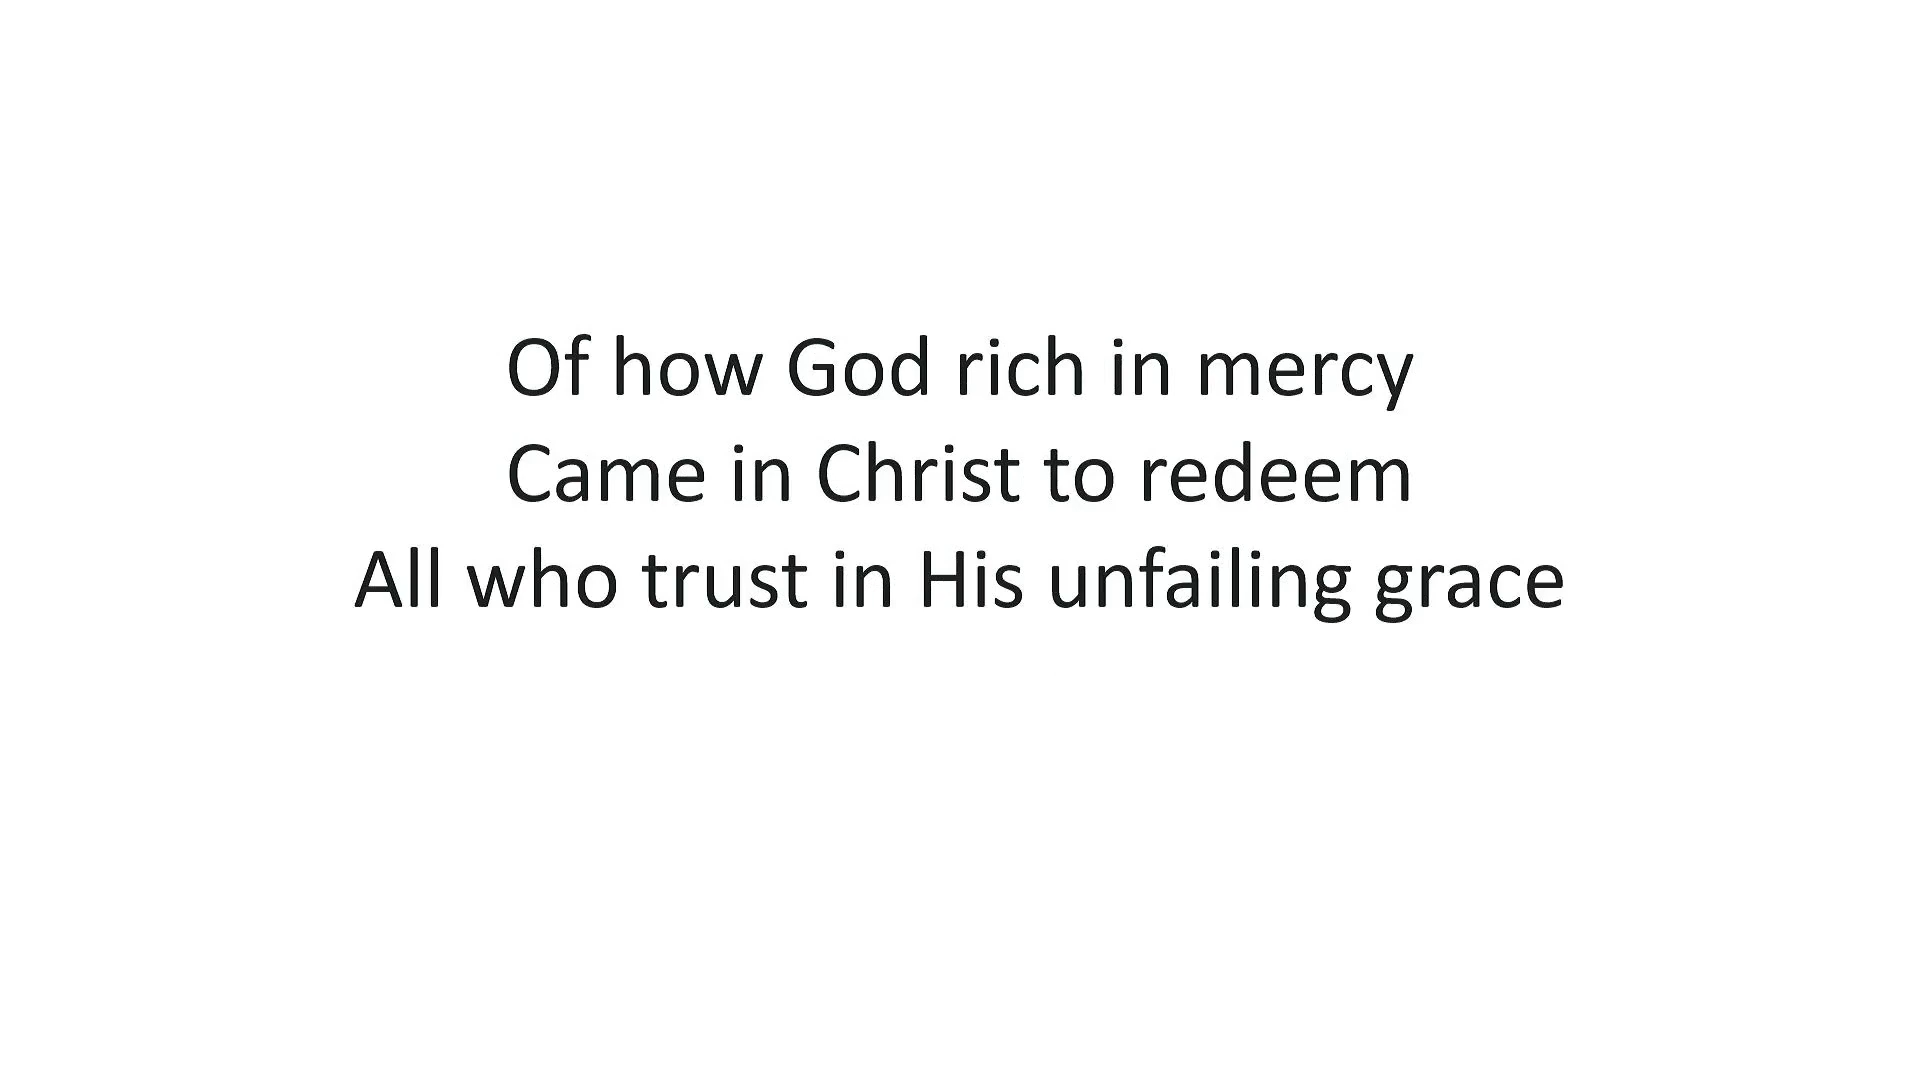 Of how God rich in mercy
Came in Christ to redeem
All who trust in His unfailing grace